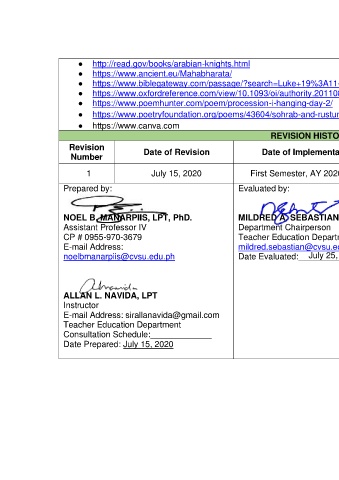 • http://read.gov/books/arabian-knights.html
• https://www.ancient.eu/Mahabharata/
• https://www.biblegateway.com/passage/?search=Luke+19%3A11-
• https://www.oxfordreference.com/view/10.1093/oi/authority.20110
• https://www.poemhunter.com/poem/procession-i-hanging-day-2/
• https://www.poetryfoundation.org/poems/43604/sohrab-and-rustum
• https://www.canva.com
REVISION HISTO
Revision Number Date of Revision Date of Implementa
1 July 15, 2020 First Semester, AY 202
Prepared by: Evaluated by:
NOEL B. MANARPIIS, LPT, PhD. MILDRED A. SEBASTIAN
Assistant Professor IV Department Chairperson
CP # 0955-970-3679 Teacher Education Depart
E-mail Address: mildred.sebastian@cvsu.e
noelbmanarpiis@cvsu.edu.ph Date Evaluated: July 25,
ALLAN L. NAVIDA, LPT
Instructor
E-mail Address: sirallanavida@gmail.com
Teacher Education Department
Consultation Schedule:
Date Prepared: July 15, 2020